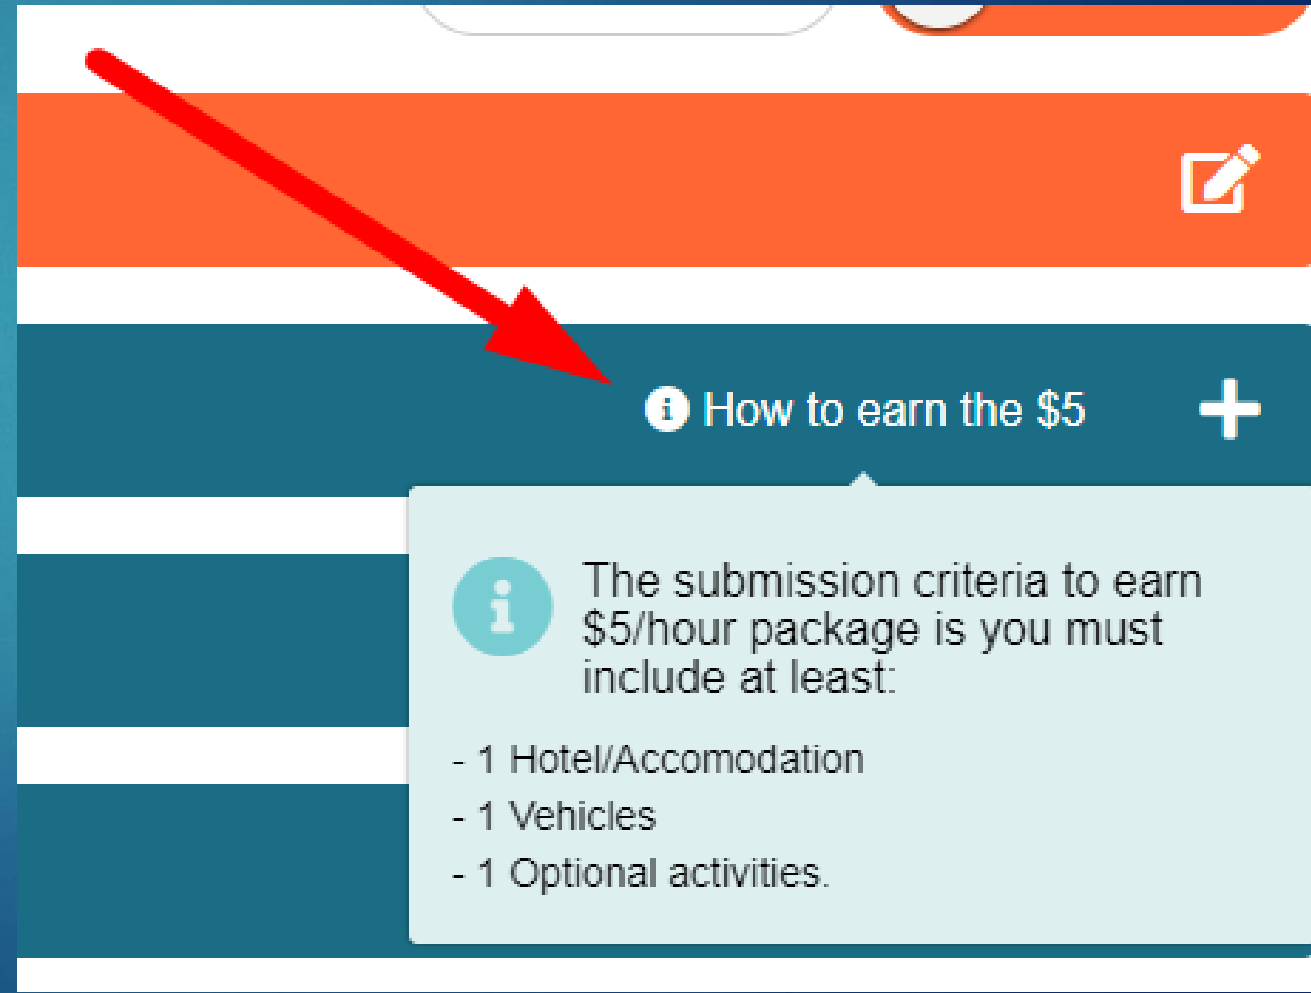 How to earn the $5
The submission criteria to earn
$5/hour package is you must
include at least:
- 1 Hotel/Accomodation
- 1 Vehicles
- 1 Optional activities.